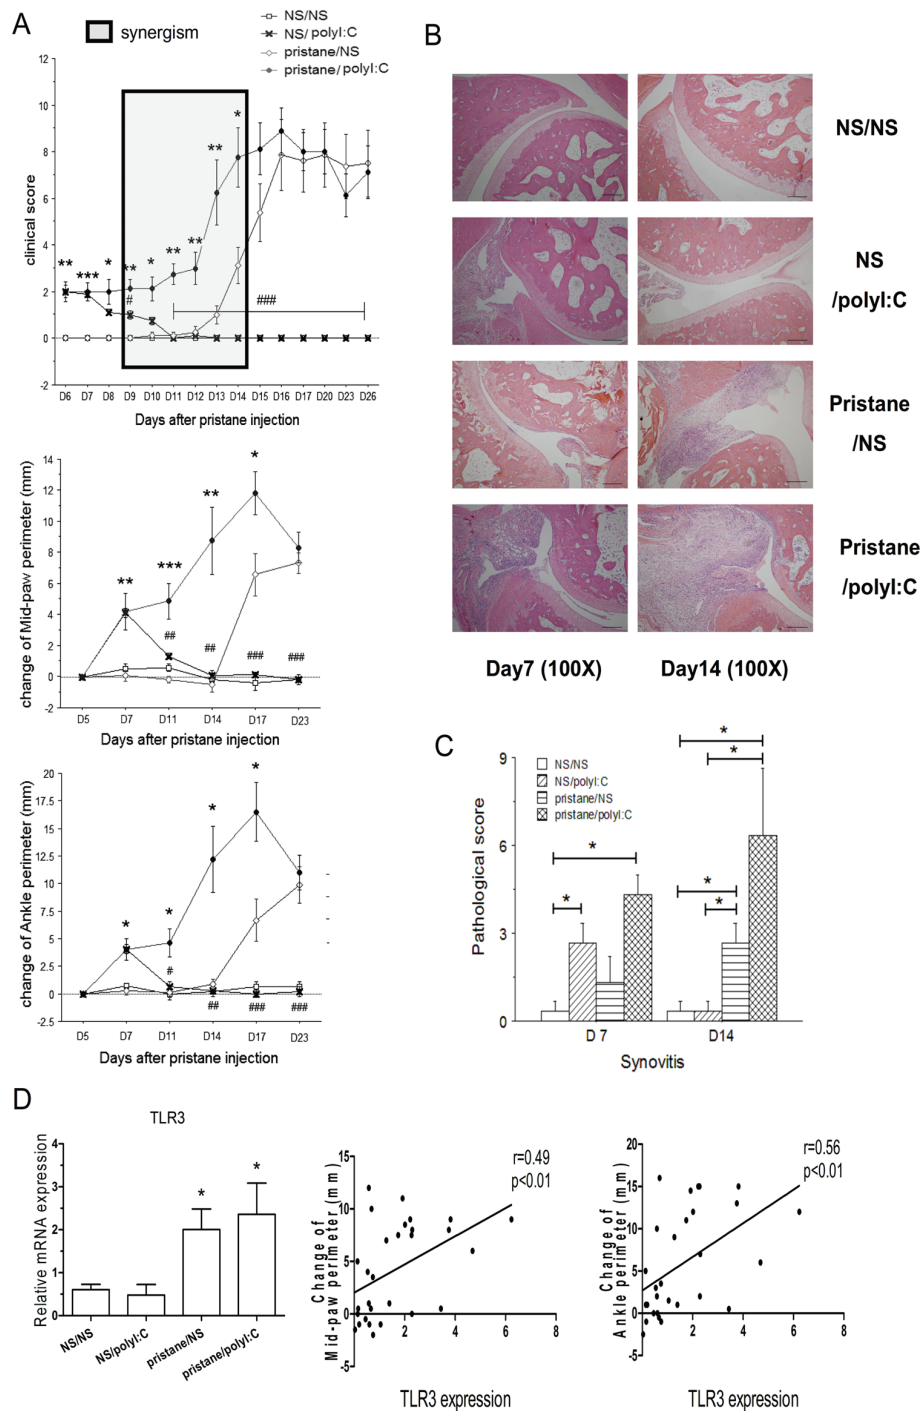 A
synergism
NS/NS
NS/polyI:C
pristane/NS
pristane/polyI:C
clinical score
12
10
8
6
4
2
0
-2
** *** * ** * ** ** ** *
#
###
D6 D7 D8 D9 D10 D11 D12 D13 D14 D15 D16 D17 D20 D23 D26
Days after pristane injection
change of Mid-paw perimeter (mm)
14
12
10
8
6
4
2
0
-2
** *** ** *
## ## ### ###
D5 D7 D11 D14 D17 D23
Days after pristane injection
change of Ankle perimeter (mm)
20
17.5
15
12.5
10
7.5
5
2.5
0
-2.5
* * * *
# ## ### ###
D5 D7 D11 D14 D17 D23
Days after pristane injection
B
NS/NS
NS
/polyI:C
Pristane
/NS
Pristane
/polyI:C
Day7 (100X) Day14 (100X)
C
Pathological score
9
6
3
0
NS/NS
NS/polyI:C
pristane/NS
pristane/polyI:C
* *
* * * *
D 7 D14
Synovitis
D
TLR3
Relative mRNA expression
4
3
2
1
0
* *
NS/NS
NS/polyI:C
pristane/NS
pristane/polyI:C
Change of
Mid-paw perimeter (mm)
15
10
5
0
-5
r=0.49
p<0.01
0 2 4 6 8
TLR3 expression
Change of
Ankle perimeter (mm)
20
15
10
5
0
-5
r=0.56
p<0.01
0 2 4 6 8
TLR3 expression